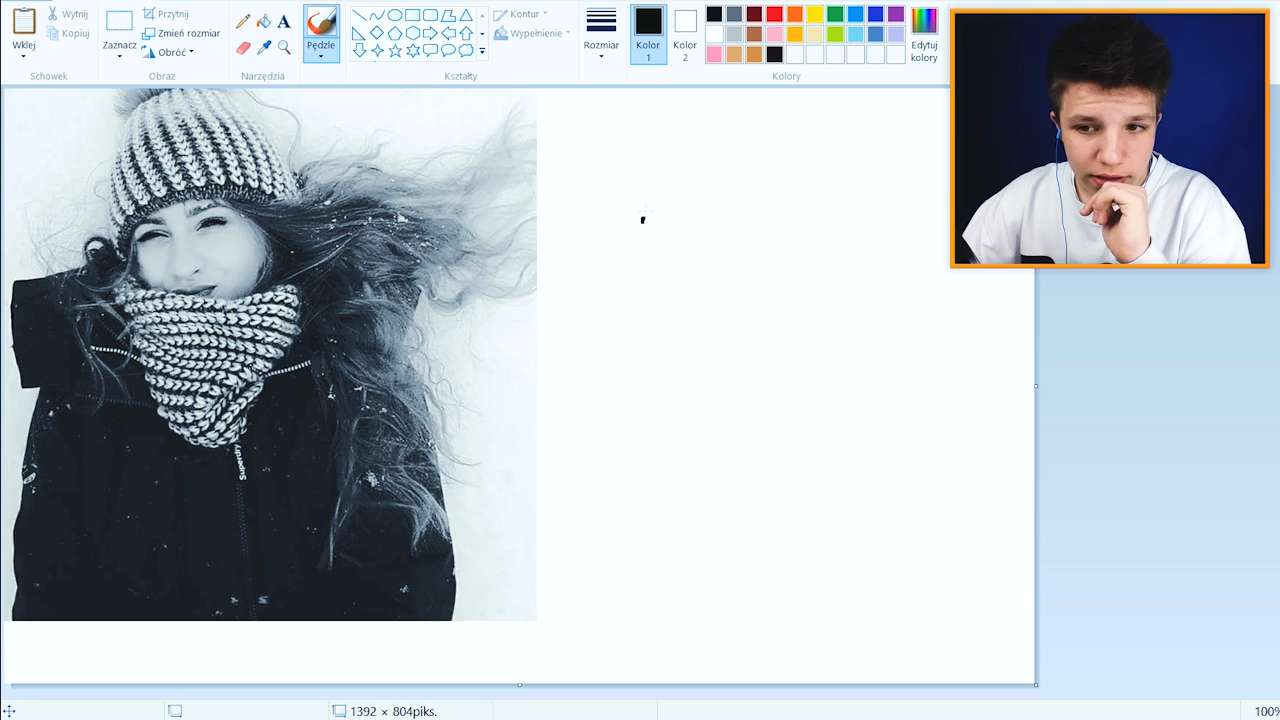 Wklej
Wytnij
Kopiuj
Schowek
Zaznacz
Przytnij
Zmień rozmiar
Obróć
Obraz
A
Narzędzia
Pędzle
Kontur
Wypełnienie
Kształty
Rozmiar
Kolor
1
Kolor
2
Edytuj
kolory
Kolory
Superdry
1392 × 804piks.
100%